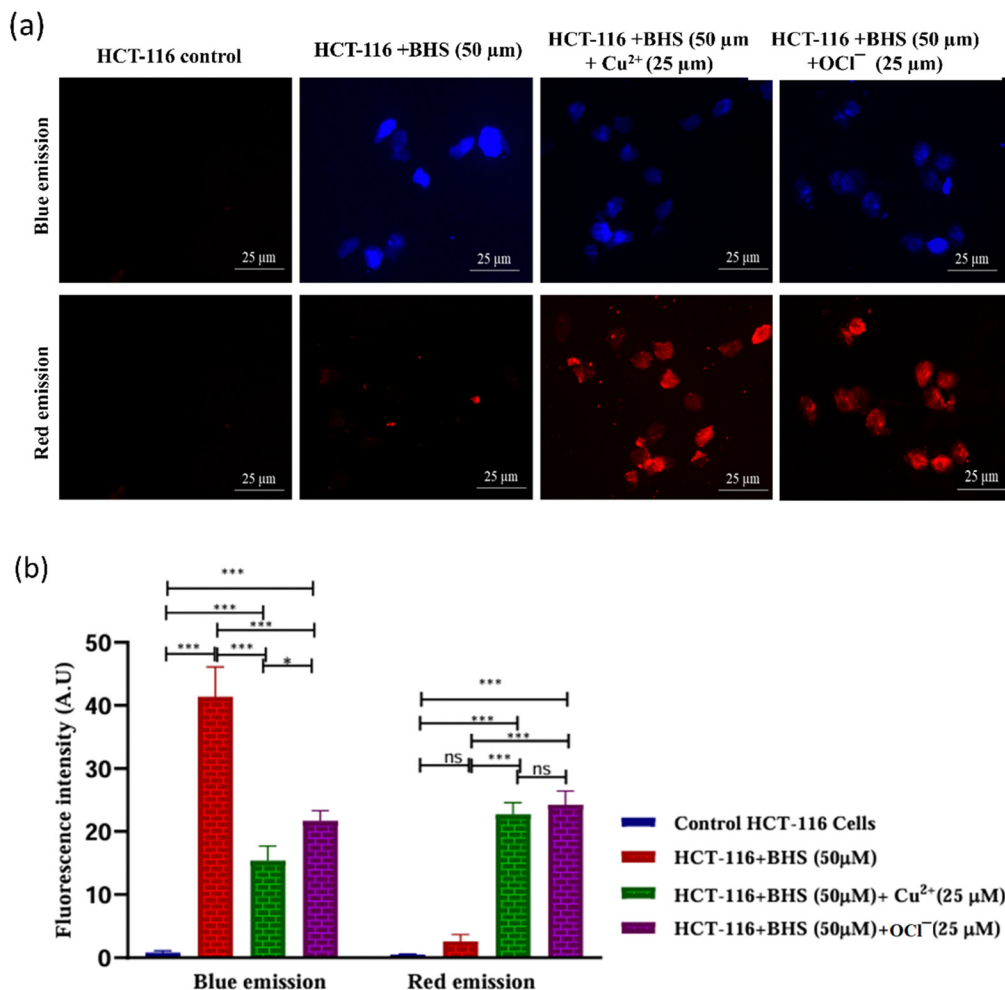 (a)
HCT-116 control
HCT-116 +BHS (50 µm)
HCT-116 +BHS (50 µm
+ Cu²⁺ (25 µm)
HCT-116 +BHS (50 µm)
+OCl⁻ (25 µm)
Blue emission
25 µm
25 µm
25 µm
25 µm
Red emission
25 µm
25 µm
25 µm
25 µm
(b)
Fluorescence intensity (A.U)
50
40
30
20
10
0
***
***
***
***
***
*
***
***
***
ns
***
ns
Blue emission
Red emission
Control HCT-116 Cells
HCT-116+BHS (50µM)
HCT-116+BHS (50µM)+ Cu²⁺(25 µM)
HCT-116+BHS (50µM)+OCl⁻(25 µM)